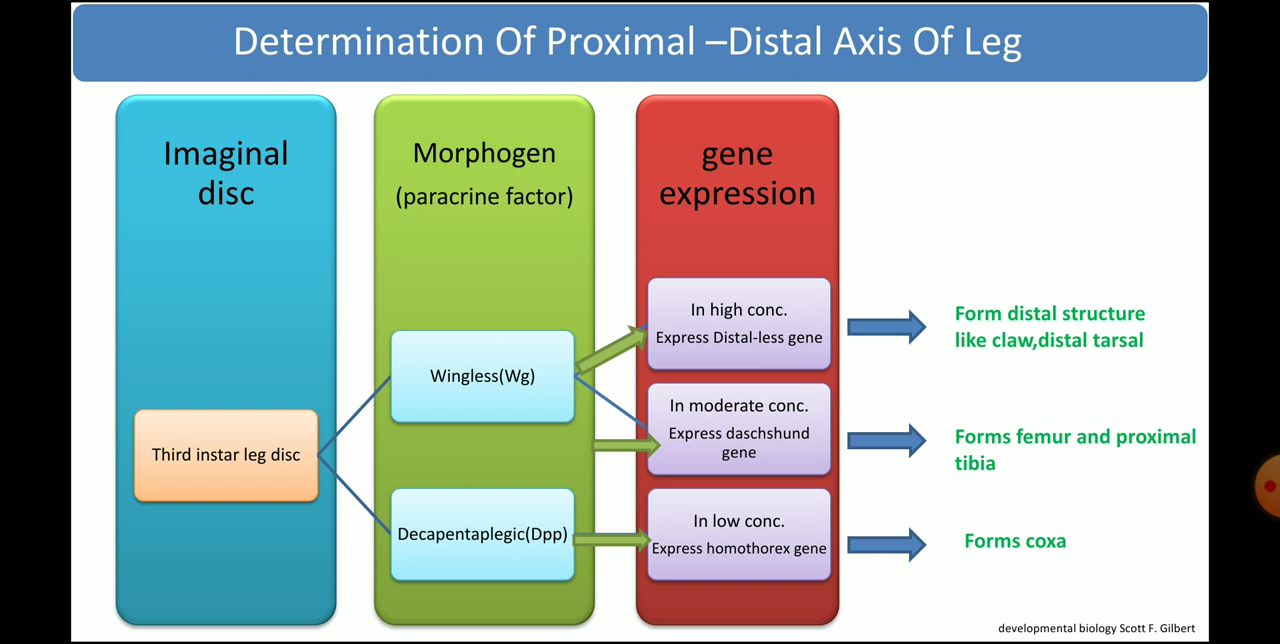 Determination Of Proximal –Distal Axis Of Leg
Imaginal
disc
Third instar leg disc
Morphogen
(paracrine factor)
Wingless(Wg)
Decapentaplegic(Dpp)
gene
expression
In high conc.
Express Distal-less gene
In moderate conc.
Express daschshund
gene
In low conc.
Express homothorex gene
Form distal structure
like claw,distal tarsal
Forms femur and proximal
tibia
Forms coxa
developmental biology Scott F. Gilbert